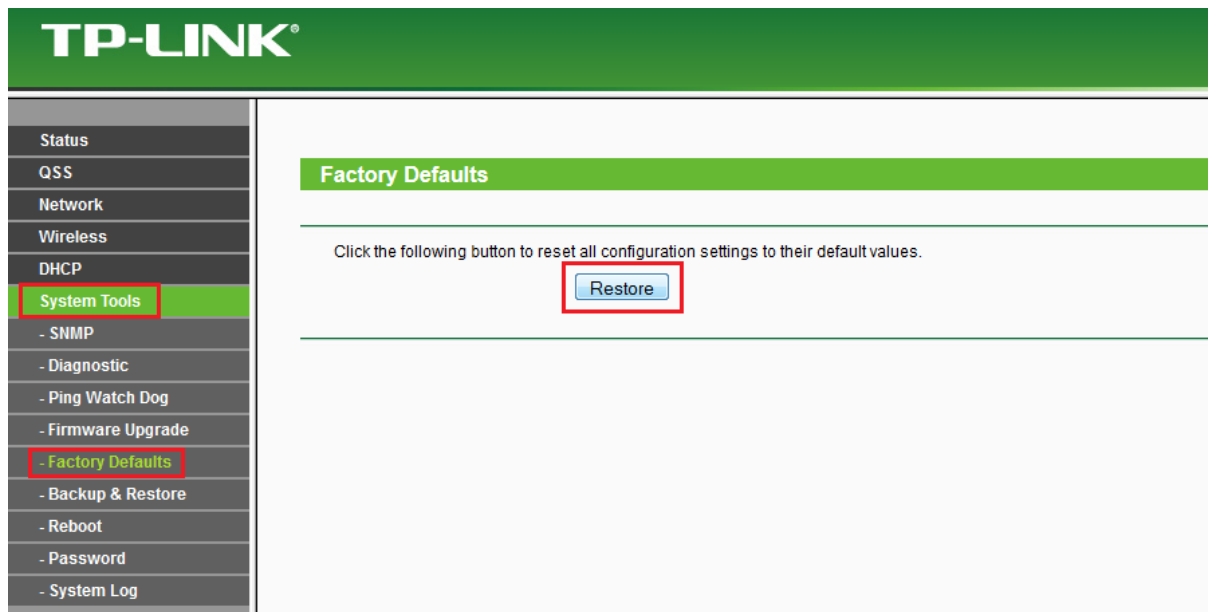 TP-LINK®
Status
QSS
Network
Wireless
DHCP
System Tools
- SNMP
- Diagnostic
- Ping Watch Dog
- Firmware Upgrade
- Factory Defaults
- Backup & Restore
- Reboot
- Password
- System Log
Factory Defaults
Click the following button to reset all configuration settings to their default values.
Restore